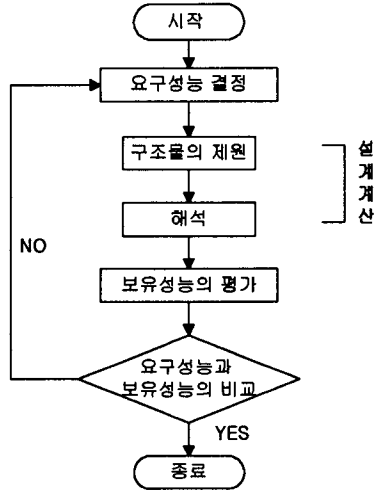 시작
요구성능 결정
구조물의 제원
해석
설
계
계
산
NO
보유성능의 평가
요구성능과
보유성능의 비교
YES
종료